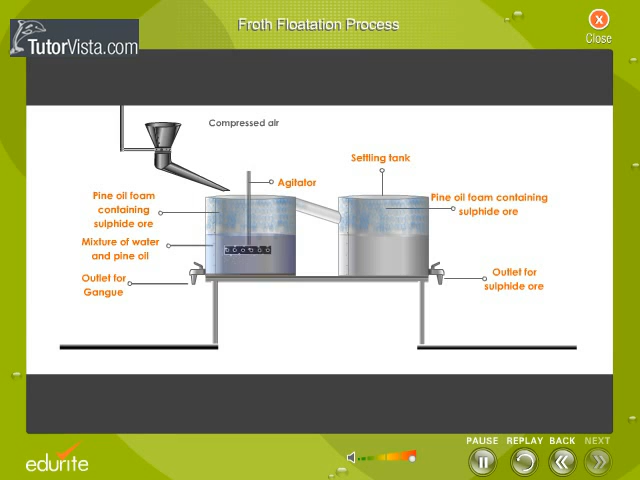 Froth Floatation Process
X
Close
TutorVista.com
Compressed air
Settling tank
Agitator
Pine oil foam
containing
sulphide ore
Pine oil foam containing
sulphide ore
Mixture of water
and pine oil
Outlet for
Gangue
Outlet for
sulphide ore
PAUSE REPLAY BACK NEXT
edurite